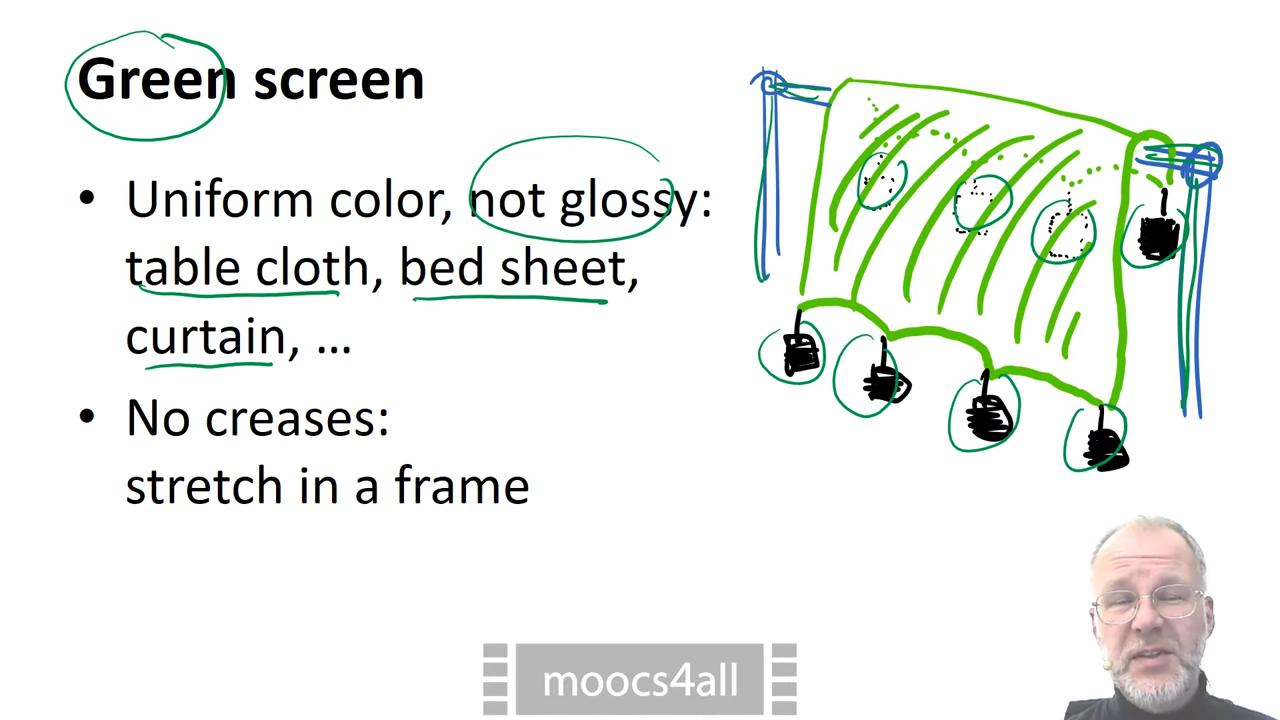 Green screen
• Uniform color, not glossy:
table cloth, bed sheet,
curtain, ...
• No creases:
stretch in a frame
moocs4all